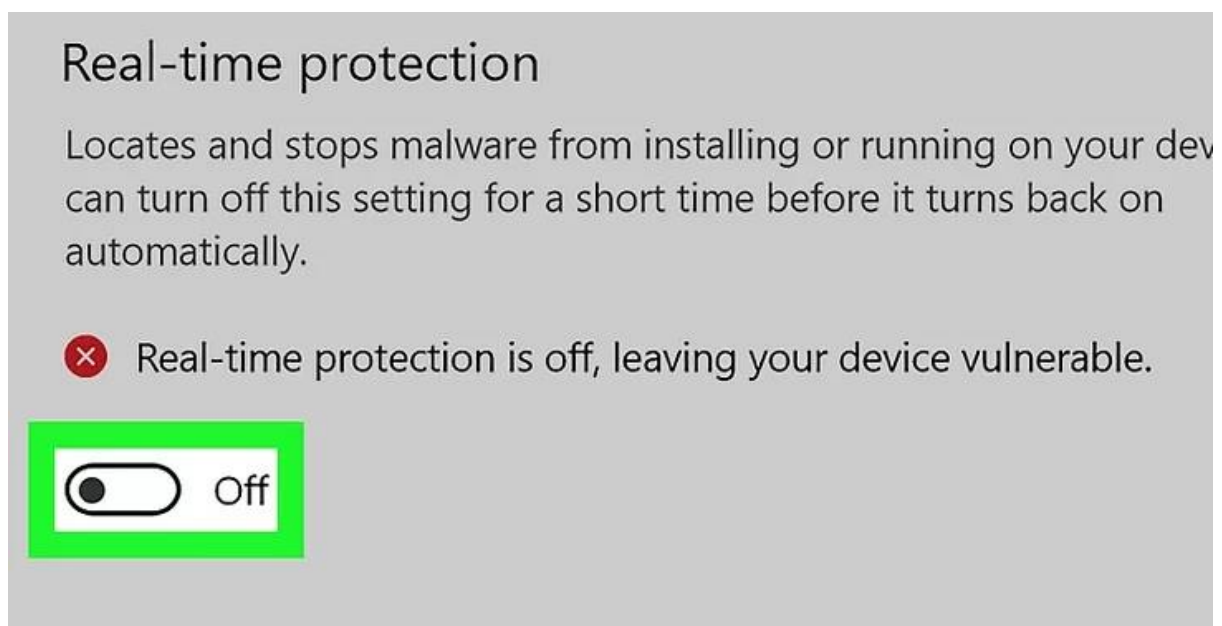 Real-time protection
Locates and stops malware from installing or running on your dev
can turn off this setting for a short time before it turns back on
automatically.
Real-time protection is off, leaving your device vulnerable.
Off